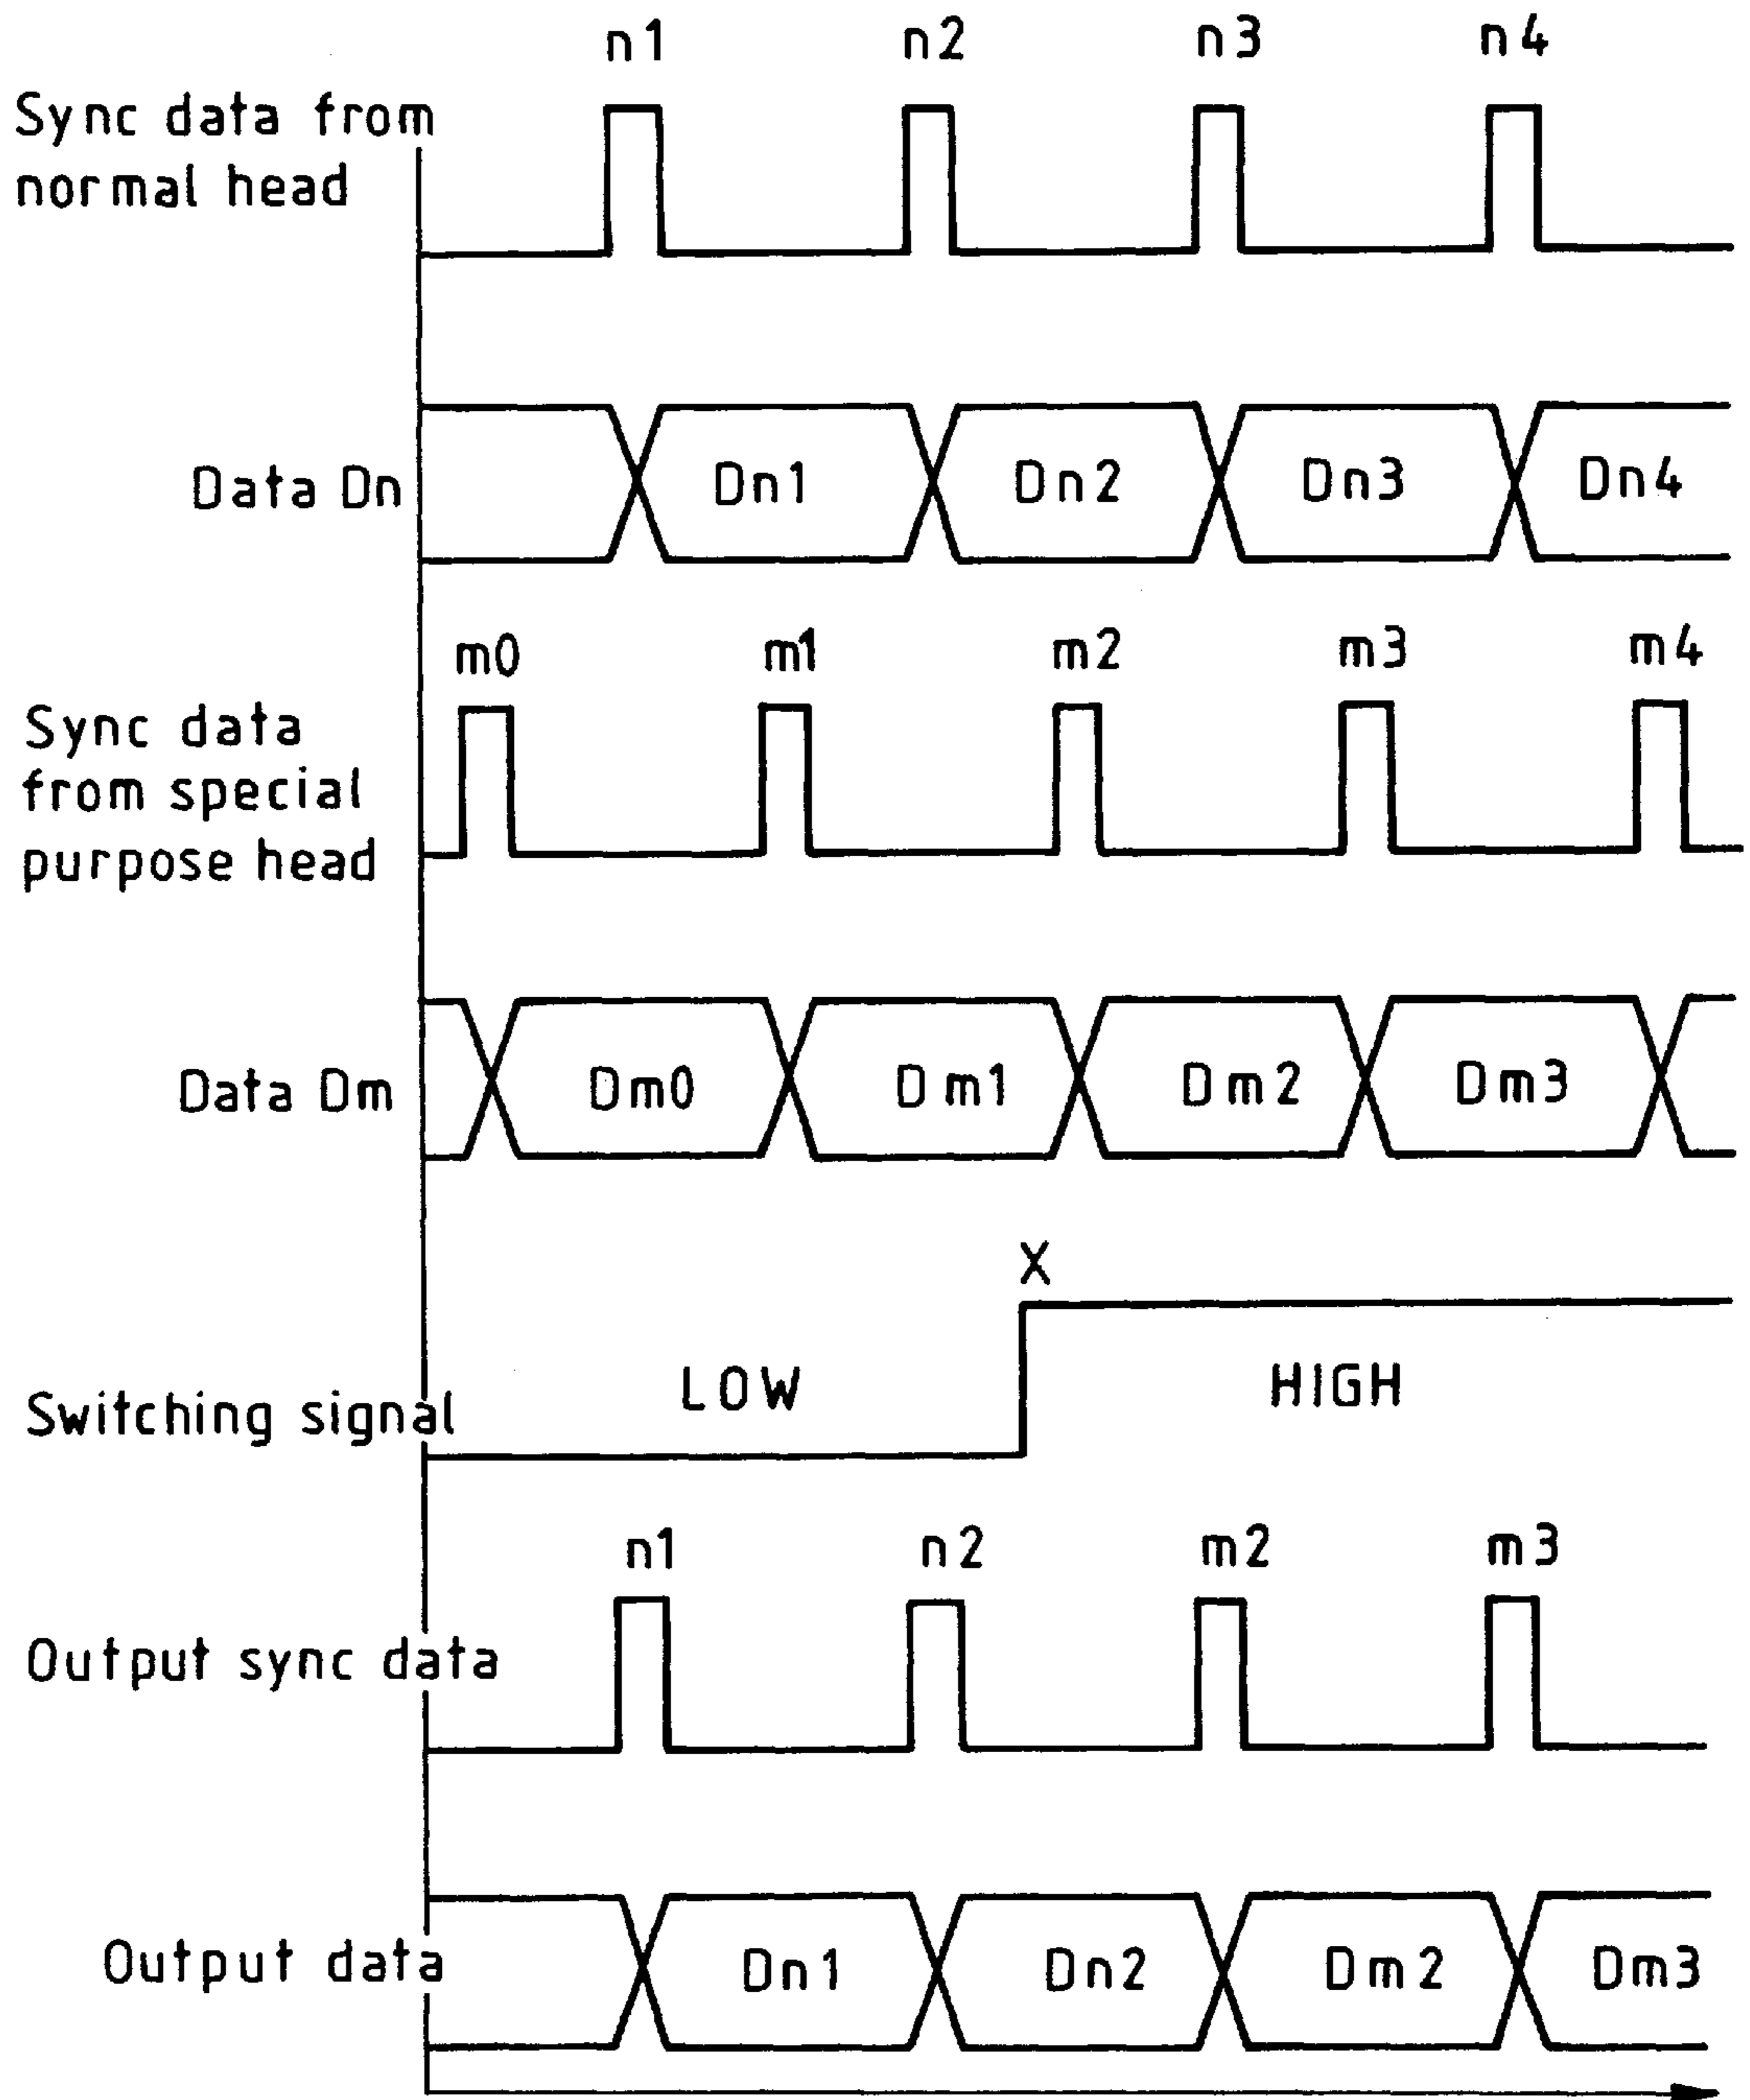 n1 n2 n3 n4
Sync data from
normal head
Data Dn Dn1 Dn2 Dn3 Dn4
m0 m1 m2 m3 m4
Sync data
from special
purpose head
Data Dm Dm0 Dm1 Dm2 Dm3
X
LOW HIGH
Switching signal
n1 n2 m2 m3
Output sync data
Output data Dn1 Dn2 Dm2 Dm3